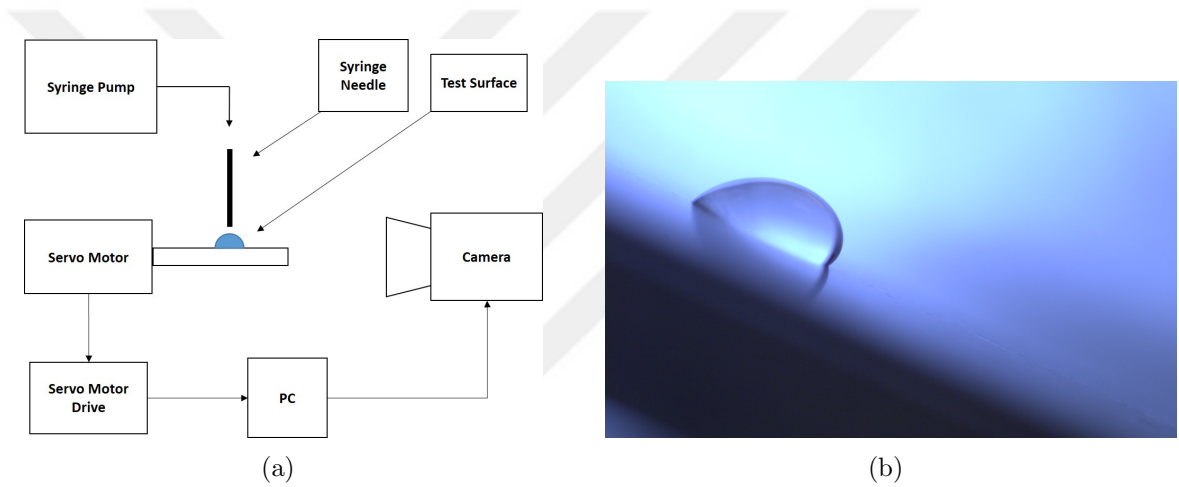 Syringe Pump
Syringe
Needle
Test Surface
Servo Motor
Camera
Servo Motor
Drive
PC
(a)
(b)